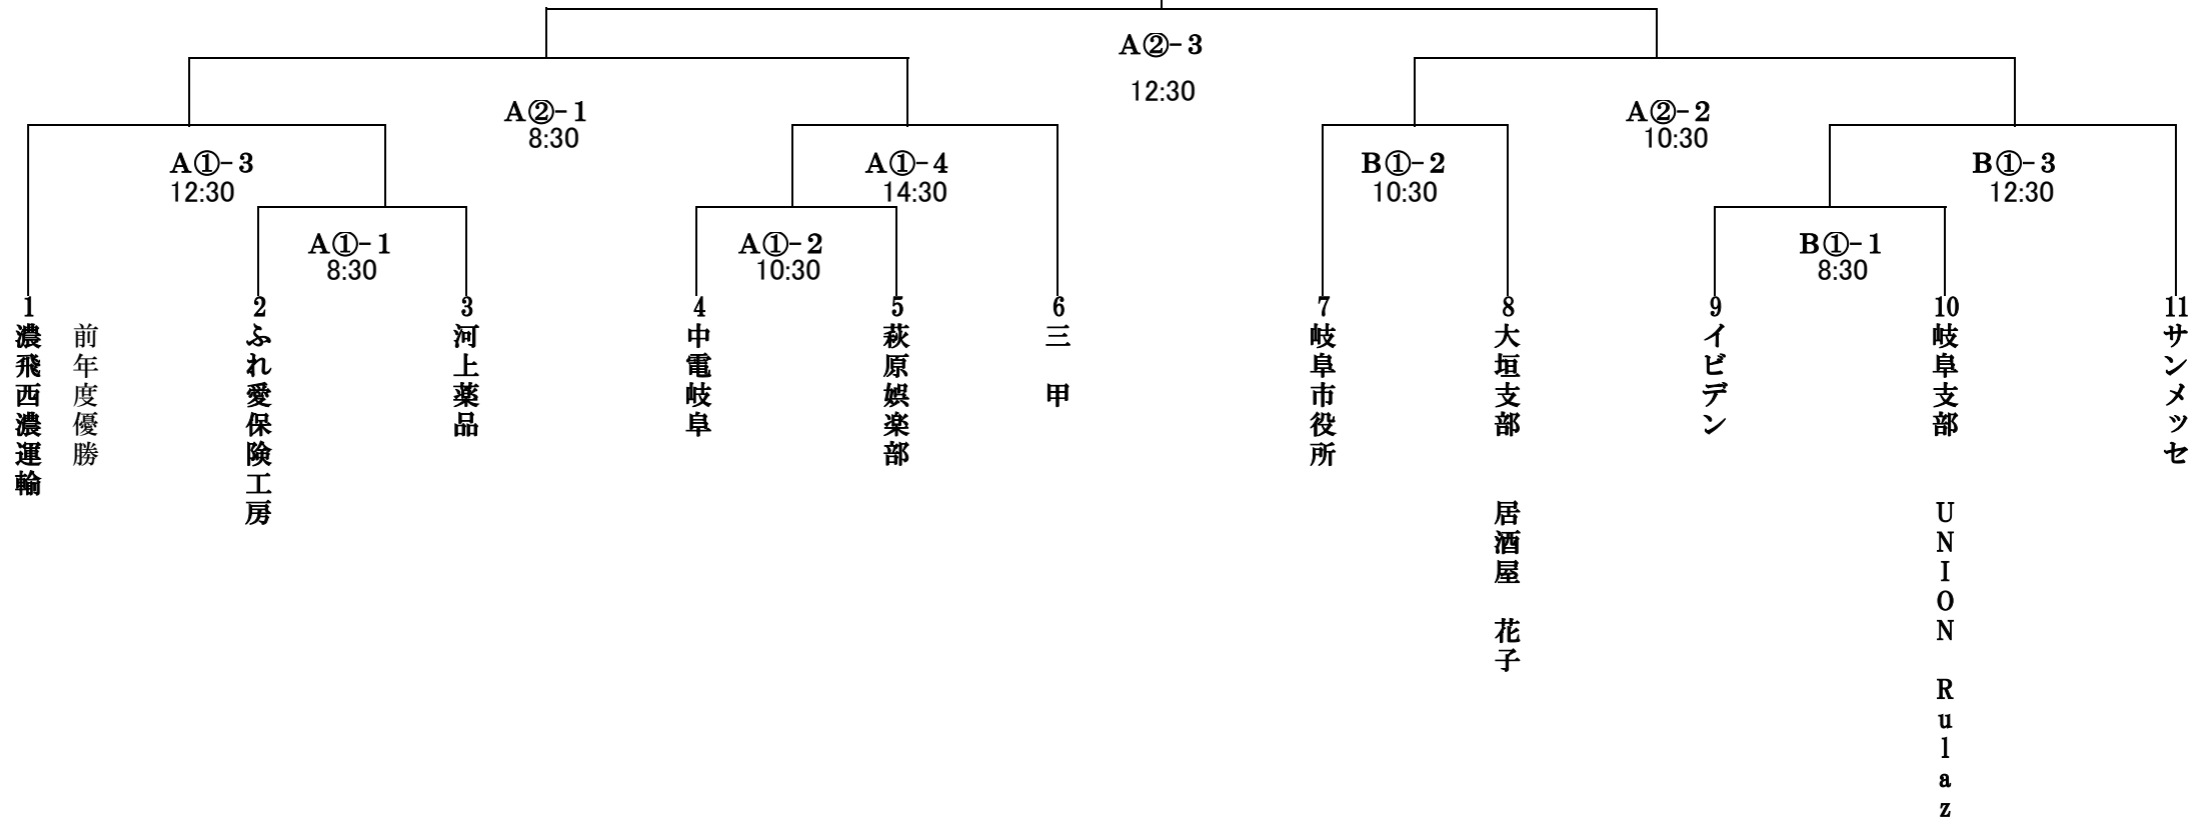 A②-3
12:30
A②-1
8:30
A②-2
10:30
A①-3
12:30
A①-4
14:30
B①-2
10:30
B①-3
12:30
A①-1
8:30
A①-2
10:30
B①-1
8:30
1
濃飛西濃運輸
前年度優勝
2
ふれ愛保険工房
3
河上薬品
4
中電岐阜
5
萩原娯楽部
6
三　甲
7
岐阜市役所
8
大垣支部　居酒屋　花子
9
イビデン
10
岐阜支部　UNION　Rulaz
11
サンメッセ